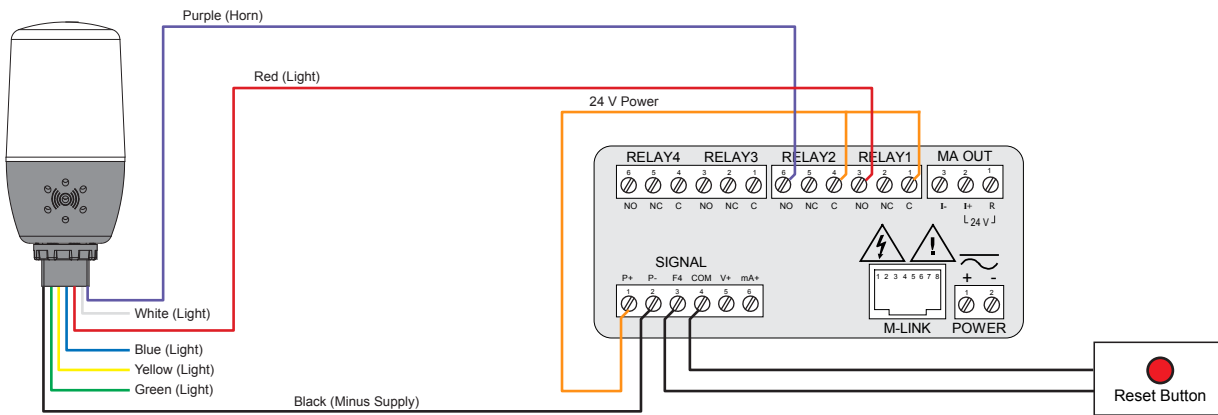 Purple (Horn)
Red (Light)
24 V Power
RELAY4 RELAY3 RELAY2 RELAY1 MA OUT
6 5 4 3 2 1 6 5 4 3 2 1 3 2 1
NO NC C NO NC C NO NC C NO NC C I- I+ R
24 V
SIGNAL
P+ P- F4 COM V+ mA+
1 2 3 4 5 6
1 2 3 4 5 6 7 8
+ -
1 2
M-LINK POWER
White (Light)
Blue (Light)
Yellow (Light)
Green (Light)
Black (Minus Supply)
Reset Button